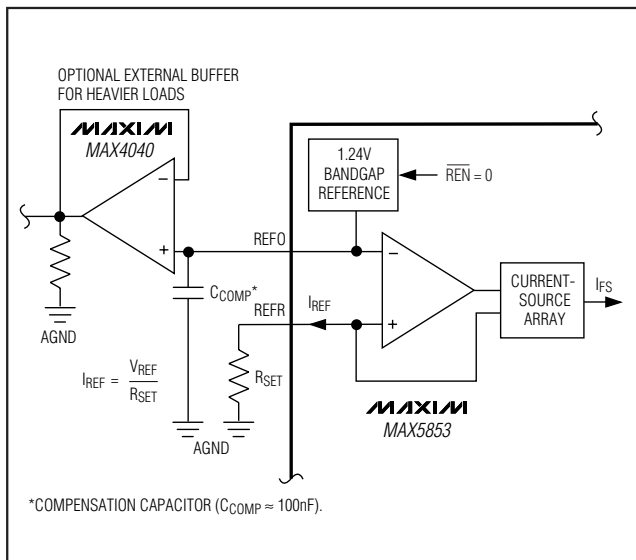 OPTIONAL EXTERNAL BUFFER
FOR HEAVIER LOADS
MAXIM
MAX4040
−
+
AGND
REFO
CCOMP*
REFR
IREF
RSET
AGND
IREF = VREF
RSET
1.24V
BANDGAP
REFERENCE
REN = 0
−
+
CURRENT-
SOURCE
ARRAY
IFS
MAXIM
MAX5853
*COMPENSATION CAPACITOR (CCOMP ≈ 100nF).